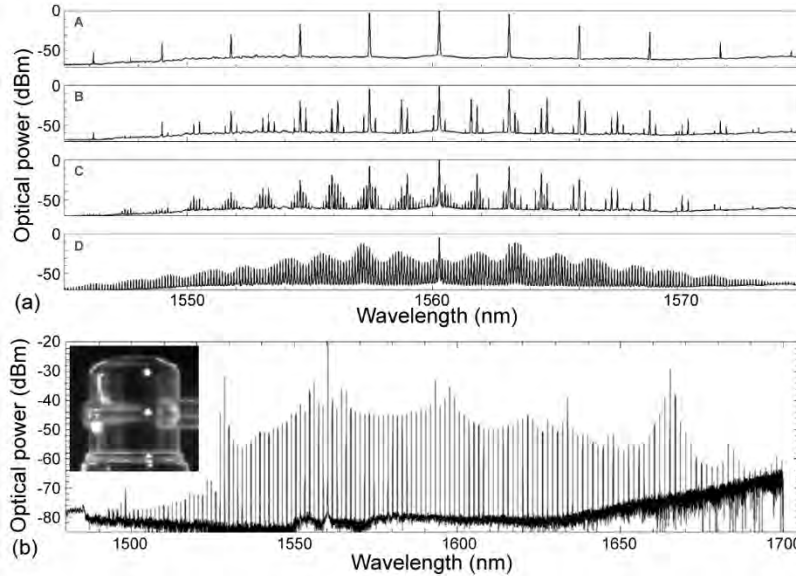 Optical power (dBm)
0
A
-50
0
B
-50
0
C
-50
0
D
-50
(a)
1550
1560
1570
Wavelength (nm)
Optical power (dBm)
-20
-30
-40
-50
-60
-70
-80
(b)
1500
1550
1600
1650
1700
Wavelength (nm)